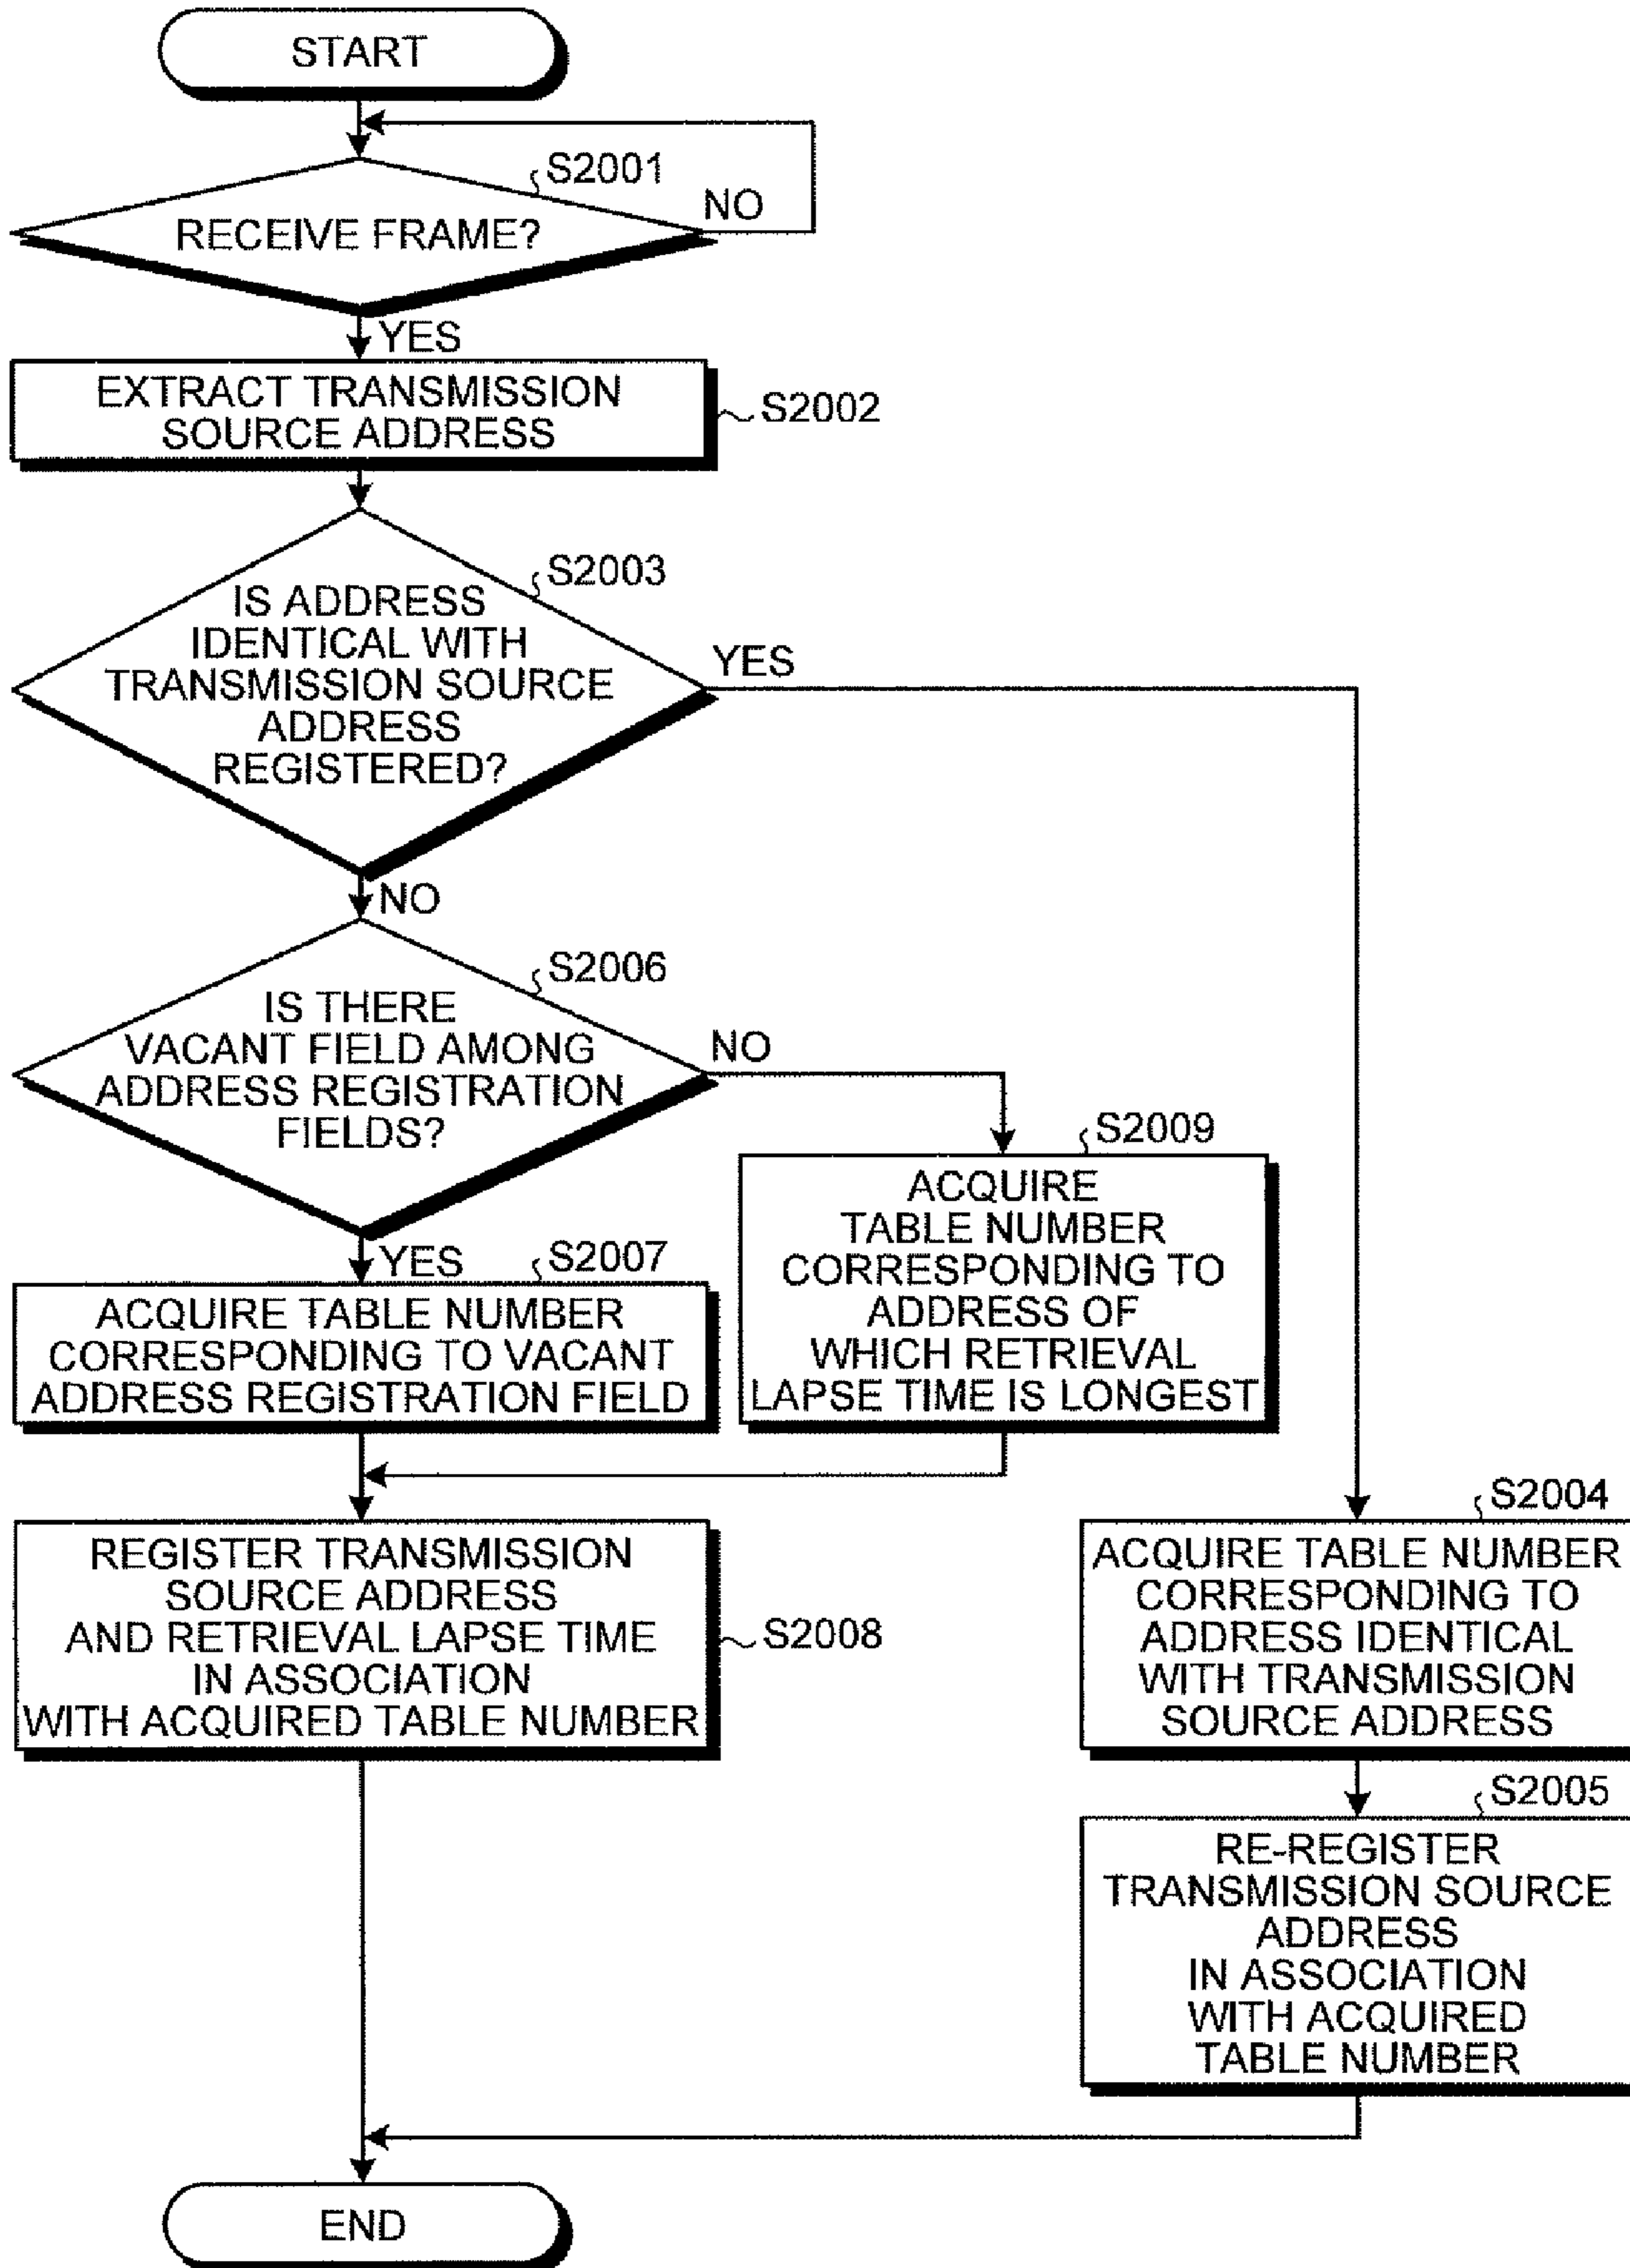 START
S2001
NO
RECEIVE FRAME?
YES
EXTRACT TRANSMISSION
SOURCE ADDRESS
S2002
S2003
IS ADDRESS
IDENTICAL WITH
TRANSMISSION SOURCE
ADDRESS
REGISTERED?
YES
NO
S2006
IS THERE
VACANT FIELD AMONG
ADDRESS REGISTRATION
FIELDS?
NO
S2009
ACQUIRE
TABLE NUMBER
CORRESPONDING TO
ADDRESS OF
WHICH RETRIEVAL
LAPSE TIME IS LONGEST
YES
S2007
ACQUIRE TABLE NUMBER
CORRESPONDING TO VACANT
ADDRESS REGISTRATION FIELD
REGISTER TRANSMISSION
SOURCE ADDRESS
AND RETRIEVAL LAPSE TIME
IN ASSOCIATION
WITH ACQUIRED TABLE NUMBER
S2008
S2004
ACQUIRE TABLE NUMBER
CORRESPONDING TO
ADDRESS IDENTICAL
WITH TRANSMISSION
SOURCE ADDRESS
S2005
RE-REGISTER
TRANSMISSION SOURCE
ADDRESS
IN ASSOCIATION
WITH ACQUIRED
TABLE NUMBER
END